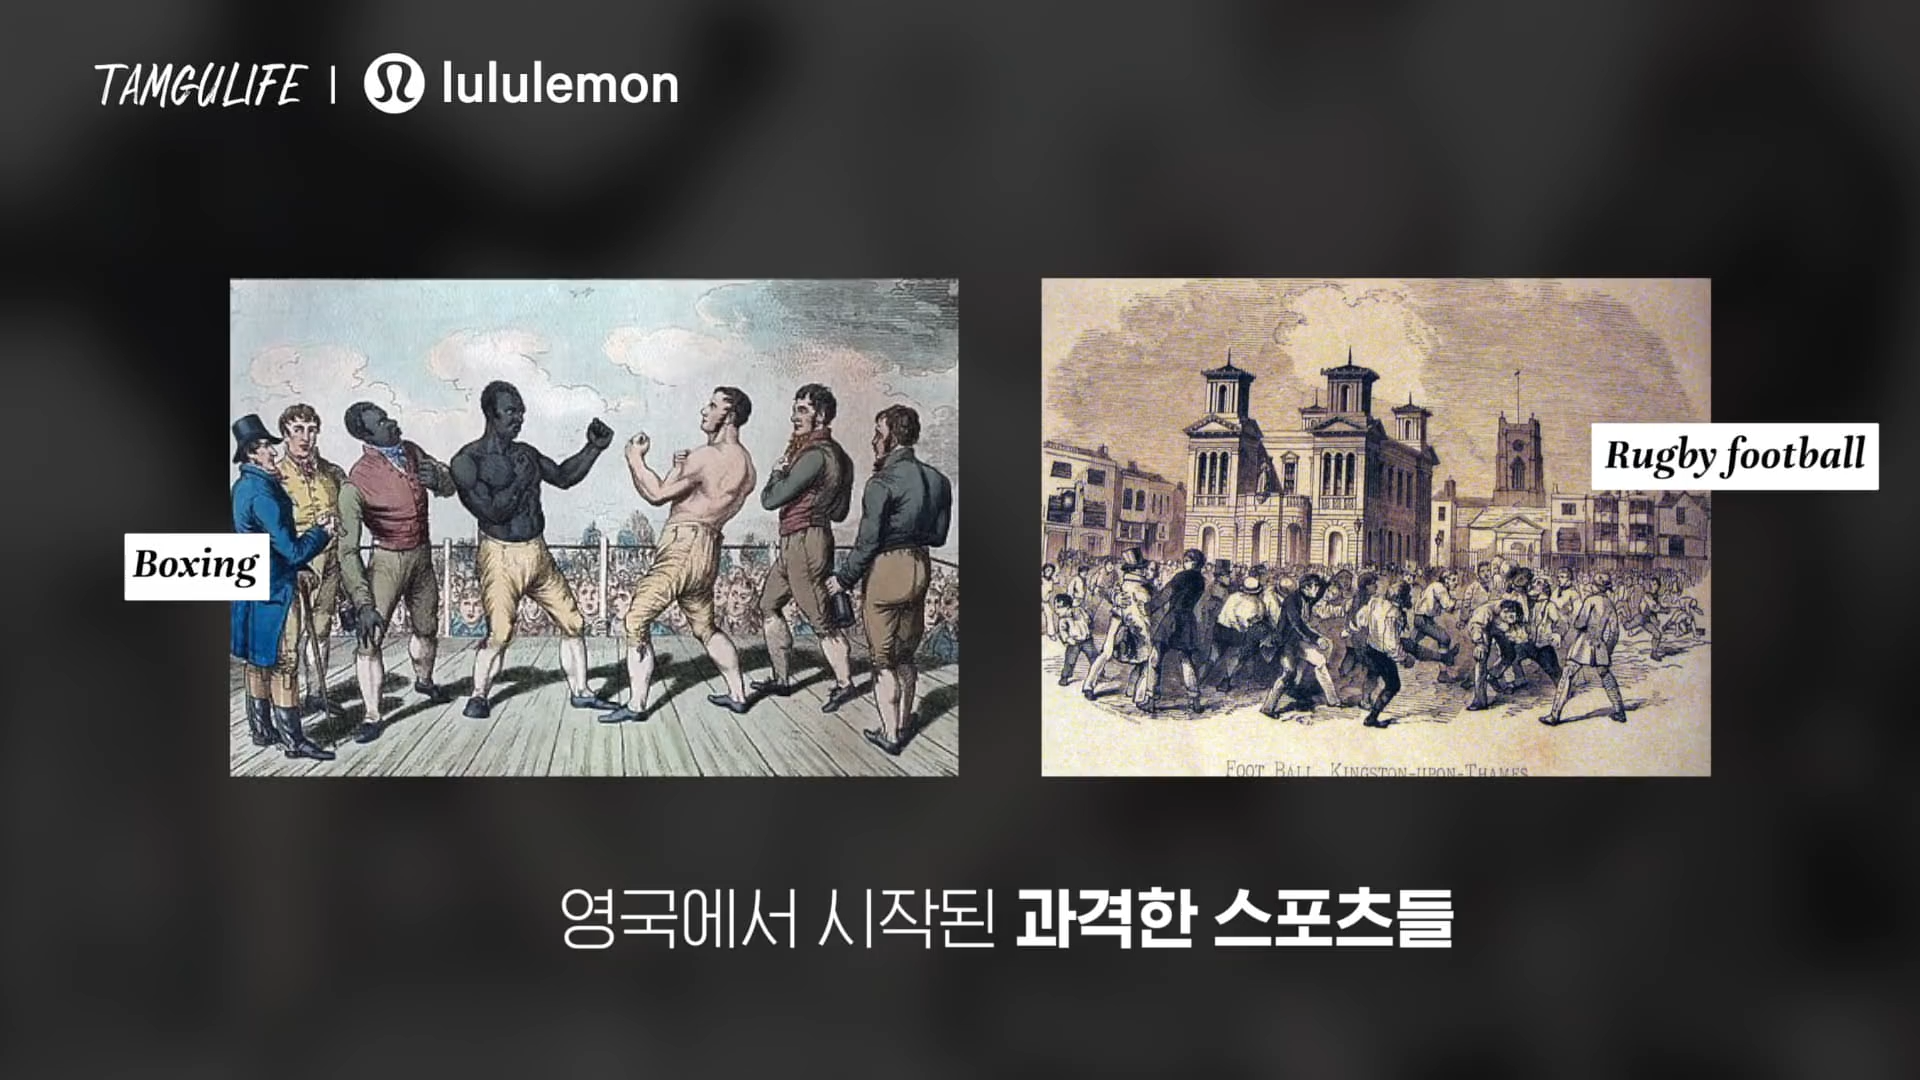 TAMGULIFE | lululemon
Rugby football
Boxing
FOOT BALL, KINGSTON-UPON-THAMES
영국에서 시작된 과격한 스포츠들